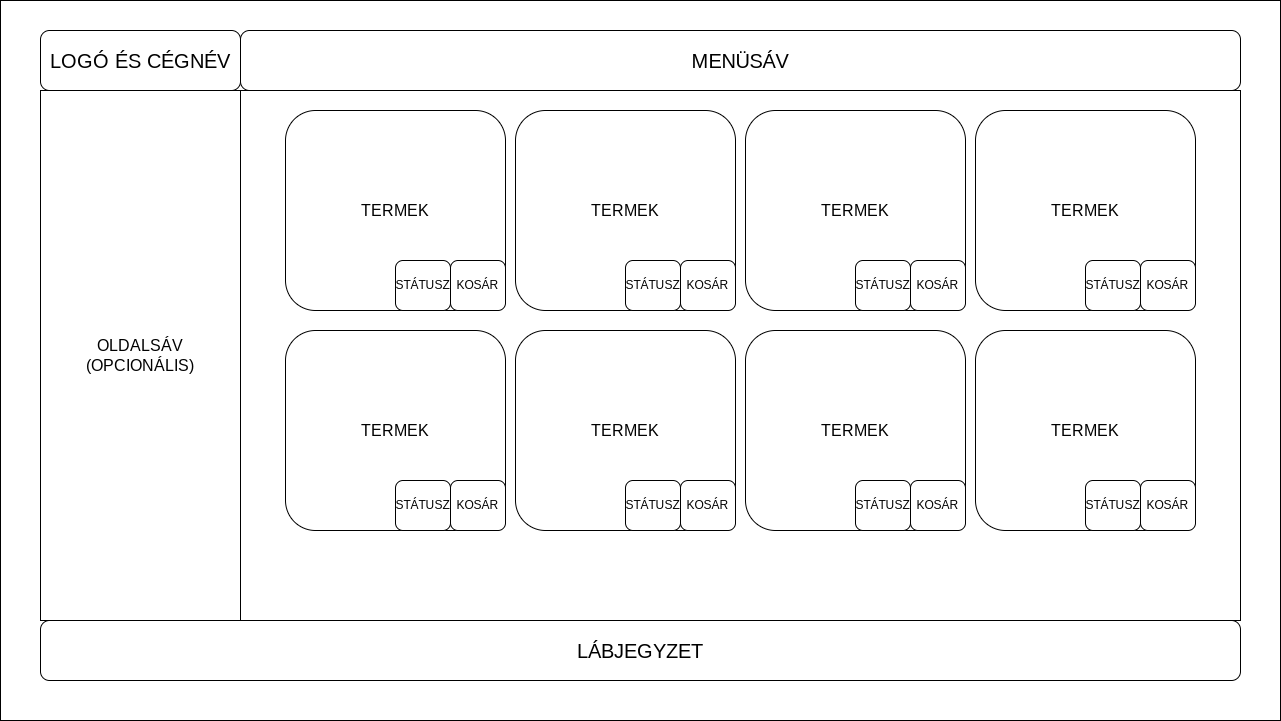 LOGÓ ÉS CÉGNÉV
MENÜSÁV
TERMEK
TERMEK
TERMEK
TERMEK
STÁTUSZ
KOSÁR
STÁTUSZ
KOSÁR
STÁTUSZ
KOSÁR
STÁTUSZ
KOSÁR
OLDALSÁV
(OPCIONÁLIS)
TERMEK
TERMEK
TERMEK
TERMEK
STÁTUSZ
KOSÁR
STÁTUSZ
KOSÁR
STÁTUSZ
KOSÁR
STÁTUSZ
KOSÁR
LÁBJEGYZET